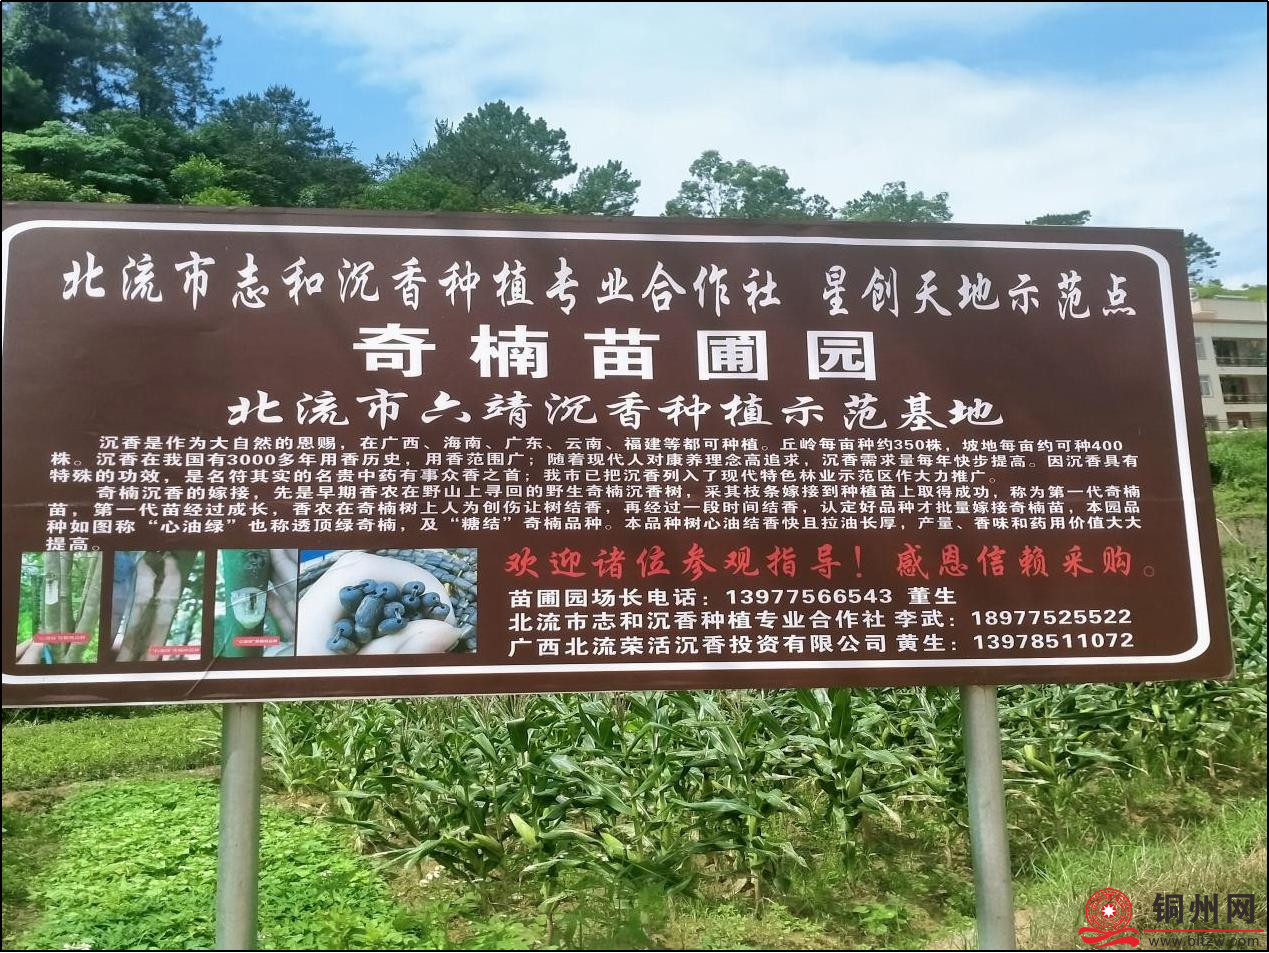 北流市志和沉香种植专业合作社 星创天地示范点
奇楠苗圃园
北流市六靖沉香种植示范基地
沉香是作为大自然的恩赐，在广西、海南、广东、云南、福建等都可种植。丘岭每亩种约350株，坡地每亩约可种400
株。沉香在我国有3000多年用香历史，用香范围广；随着现代人对康养理念高追求，沉香需求量每年快步提高。因沉香具有
特殊的功效，是名符其实的名贵中药有事众香之首；我市已把沉香列入了现代特色林业示范区作大力推广。
奇楠沉香的嫁接，先是早期香农在野山上寻回的野生奇楠沉香树，采其枝条嫁接到种植苗上取得成功，称为第一代奇楠
苗，第一代苗经过成长，香农在奇楠树上人为创伤让树结香，再经过一段时间结香，认定好品种才批量嫁接奇楠苗，本园品
种如图称“心油绿”也称透顶绿奇楠，及“糖结”奇楠品种。本品种树心油结香快且拉油长厚，产量、香味和药用价值大大
提高。
欢迎诸位参观指导！感恩信赖采购。
苗圃园场长电话：13977566543 董生
北流市志和沉香种植专业合作社 李武：18977525522
广西北流荣活沉香投资有限公司 黄生：13978511072
铜州网
www.bltzw.com